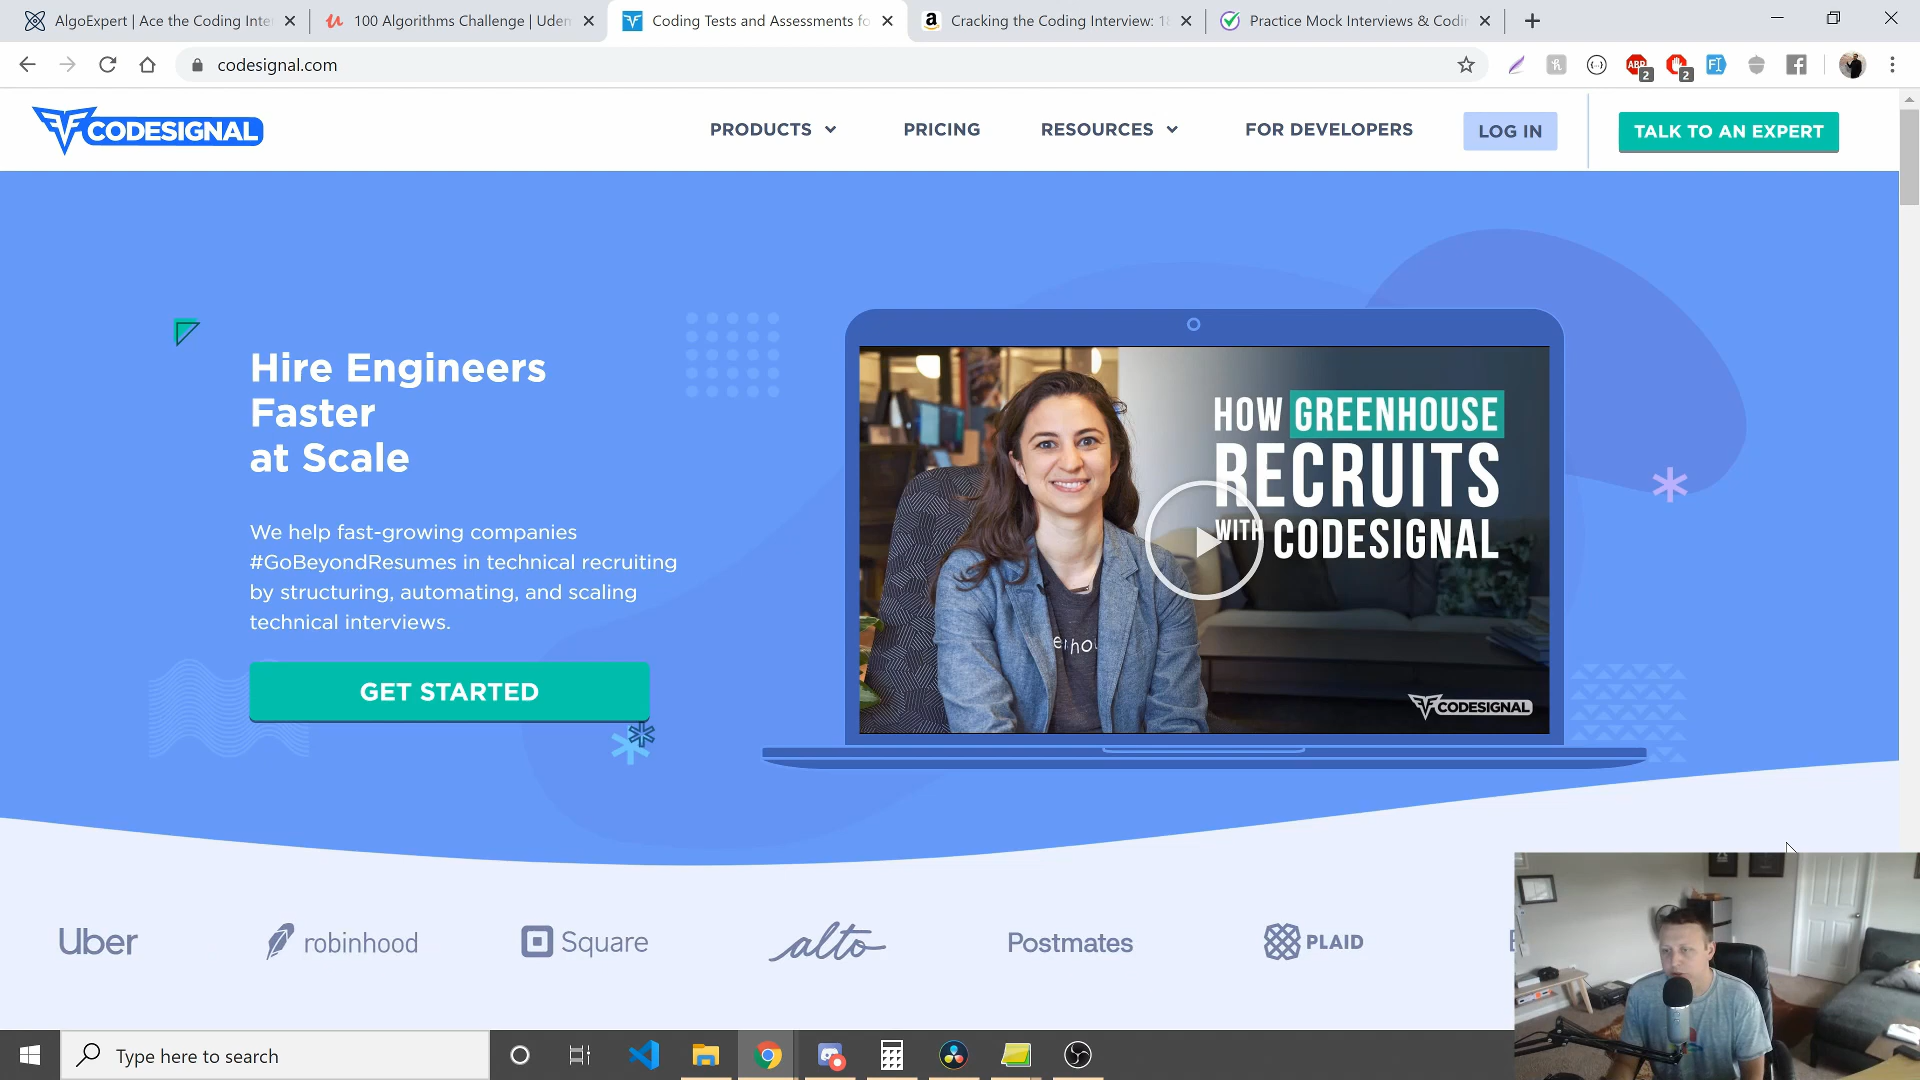 AlgoExpert | Ace the Coding Inte
100 Algorithms Challenge | Uden
Coding Tests and Assessments fo
Cracking the Coding Interview: 18
Practice Mock Interviews & Codin
codesignal.com
CODESIGNAL
PRODUCTS
PRICING
RESOURCES
FOR DEVELOPERS
LOG IN
TALK TO AN EXPERT
Hire Engineers
Faster
at Scale
We help fast-growing companies
#GoBeyondResumes in technical recruiting
by structuring, automating, and scaling
technical interviews.
GET STARTED
HOW GREENHOUSE
RECRUITS
WITH CODESIGNAL
CODESIGNAL
Uber
robinhood
Square
alto
Postmates
PLAID
Type here to search